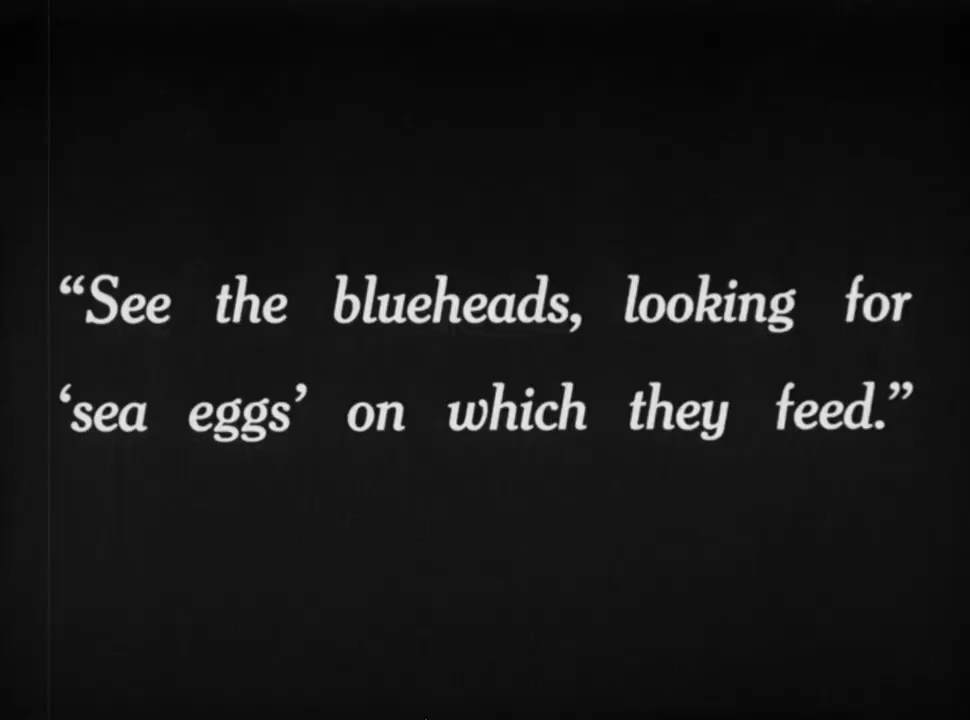 “See the blueheads, looking for
‘sea eggs’ on which they feed.”